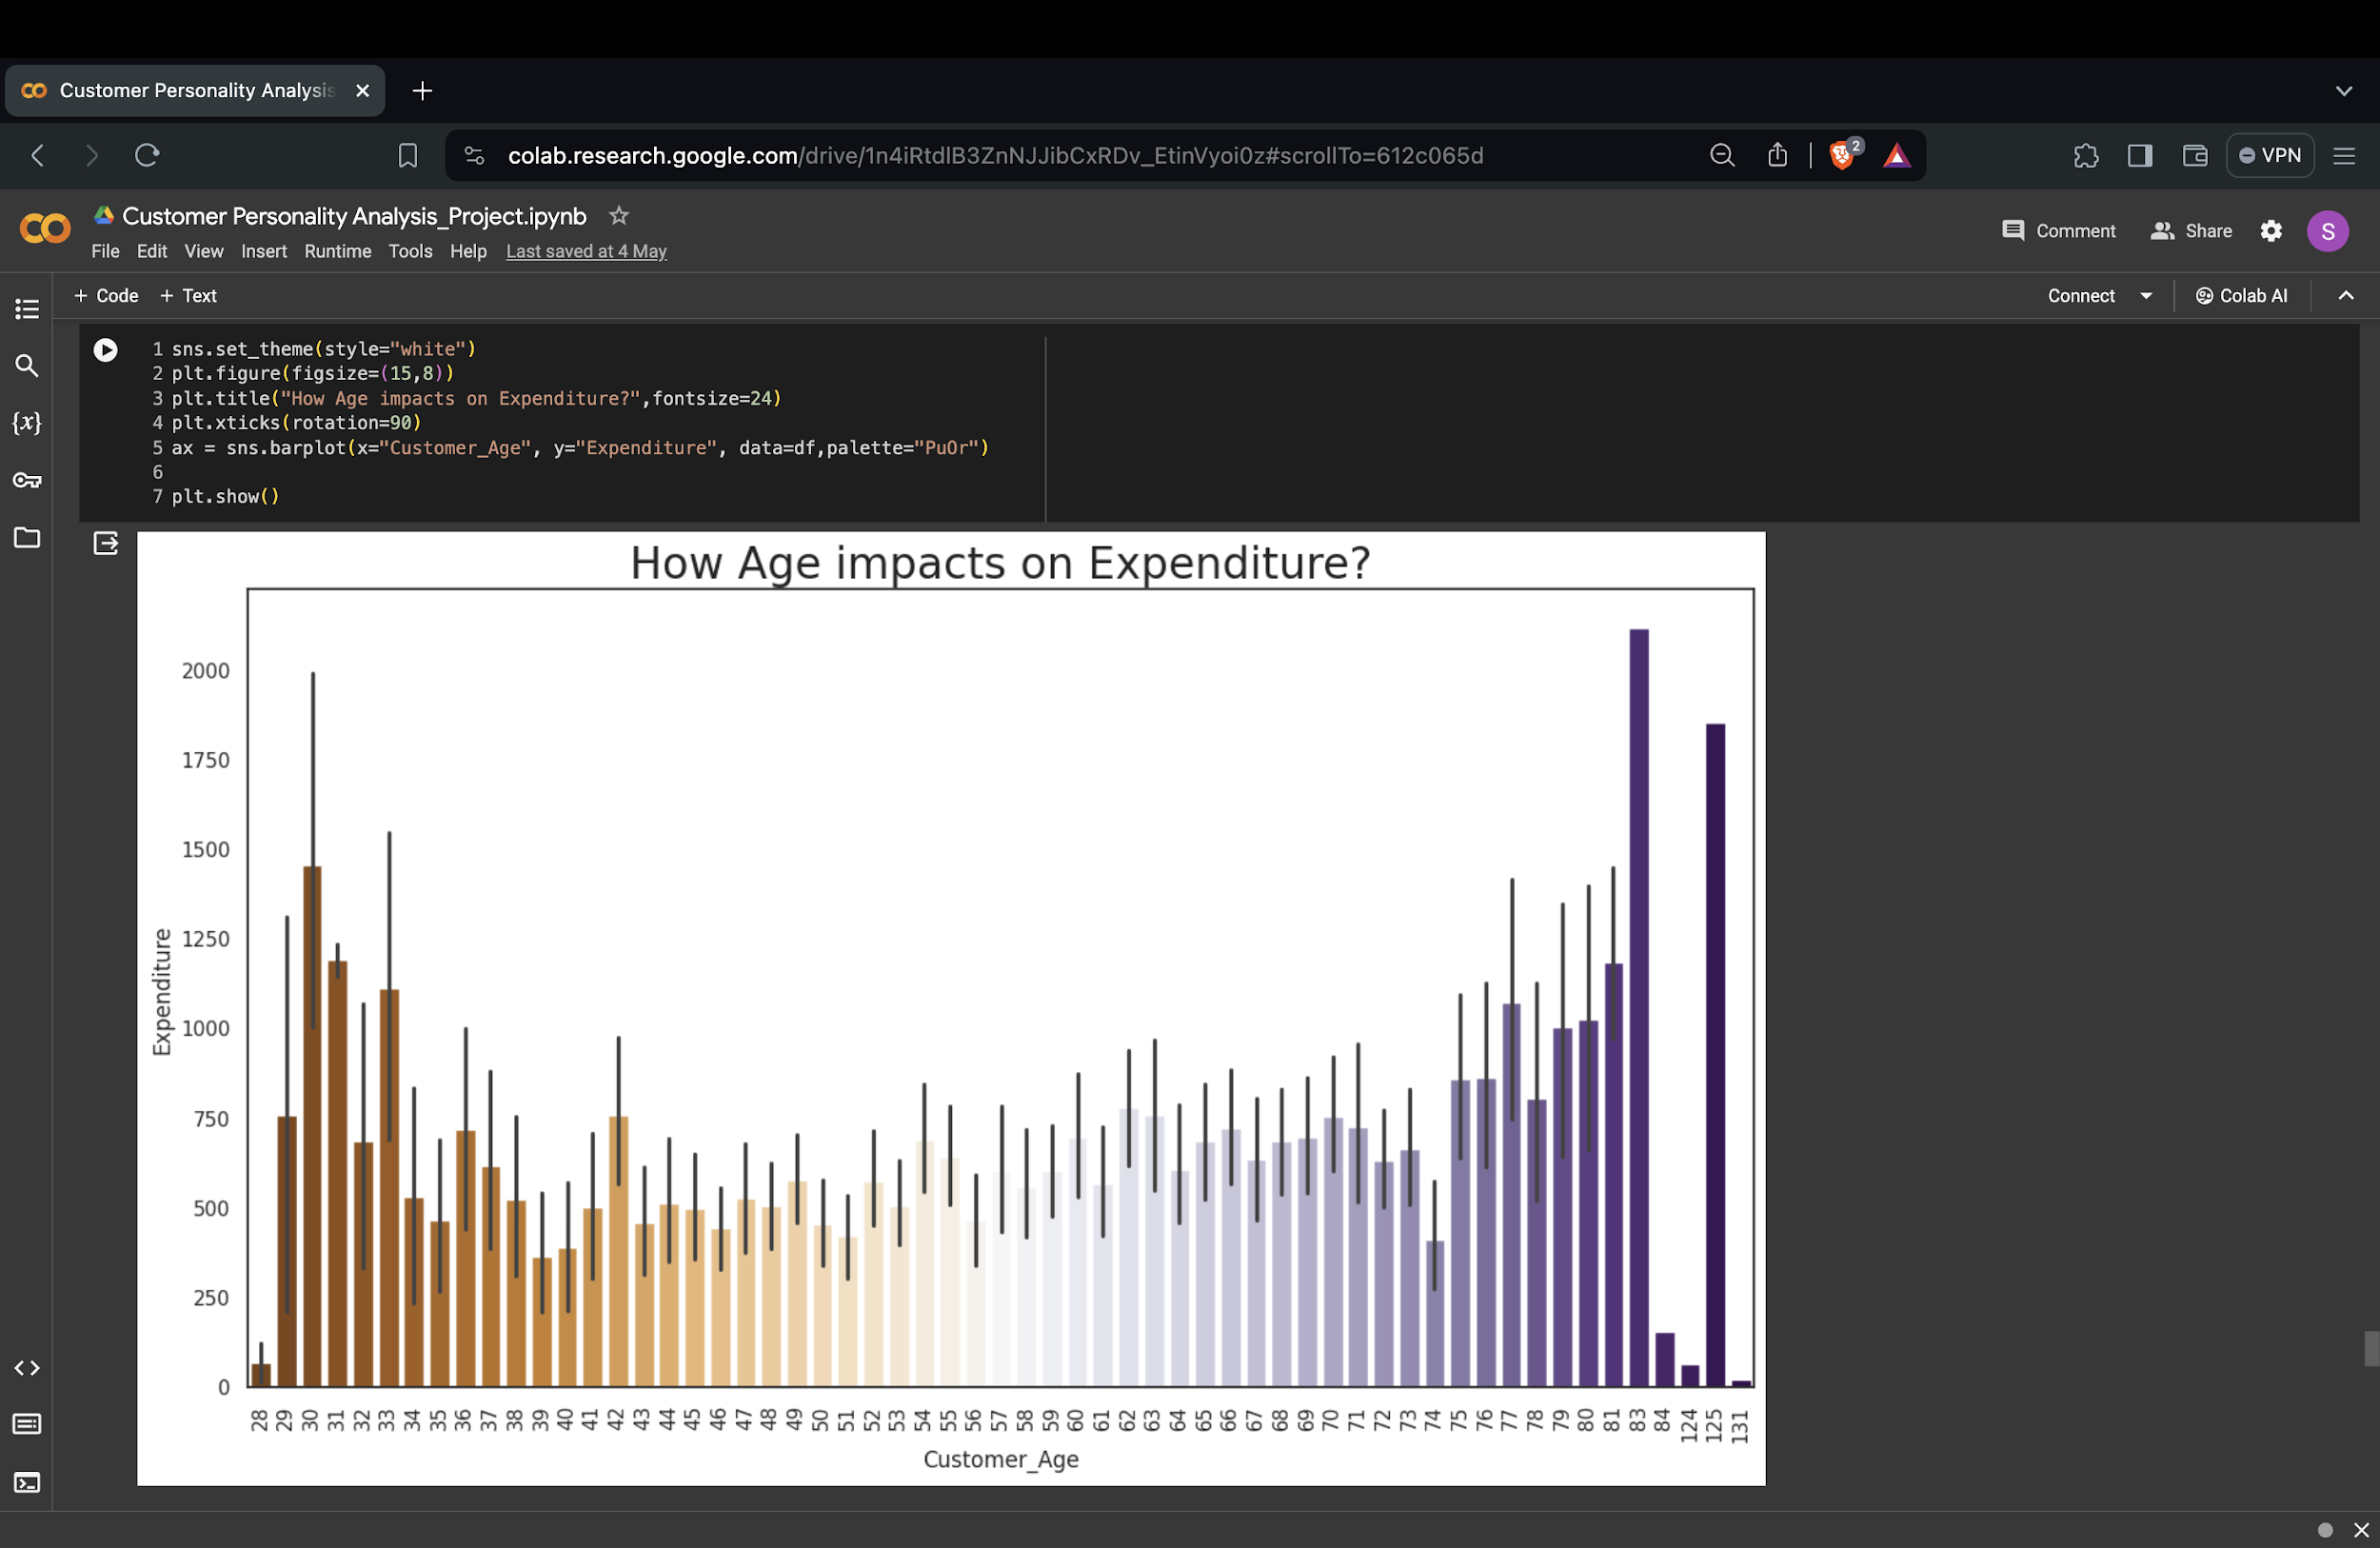 Customer Personality Analysis
colab.research.google.com/drive/1n4iRtdlB3ZnNJJibCxRDv_EtinVyoi0z#scrollTo=612c065d
2
VPN
Customer Personality Analysis_Project.ipynb
File Edit View Insert Runtime Tools Help Last saved at 4 May
Comment Share S
+ Code + Text
Connect Colab AI
1 sns.set_theme(style="white")
2 plt.figure(figsize=(15,8))
3 plt.title("How Age impacts on Expenditure?",fontsize=24)
4 plt.xticks(rotation=90)
5 ax = sns.barplot(x="Customer_Age", y="Expenditure", data=df,palette="PuOr")
6
7 plt.show()
{x}
How Age impacts on Expenditure?
2000
1750
1500
1250
1000
750
500
250
0
Expenditure
28 29 30 31 32 33 34 35 36 37 38 39 40 41 42 43 44 45 46 47 48 49 50 51 52 53 54 55 56 57 58 59 60 61 62 63 64 65 66 67 68 69 70 71 72 73 74 75 76 77 78 79 80 81 83 84 124 125 131
Customer_Age